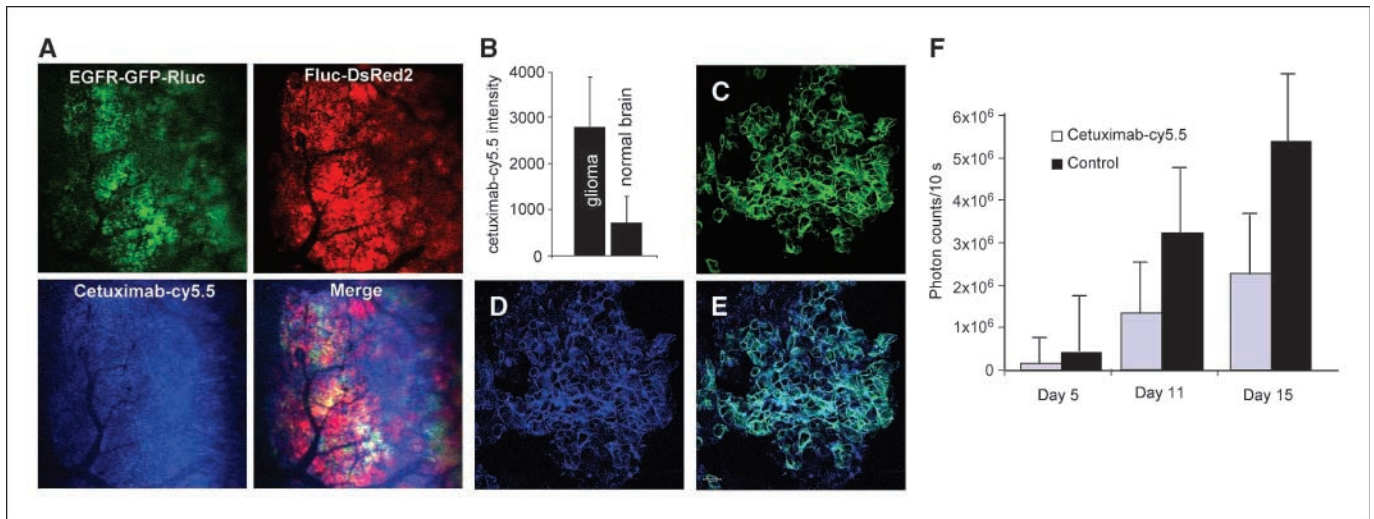 A
EGFR-GFP-Rluc
Fluc-DsRed2
Cetuximab-cy5.5
Merge
B
cetuximab-cy5.5 intensity
4000
3000
2000
1000
0
glioma
normal brain
C
D
E
F
Photon counts/10 s
6x10⁶
5x10⁶
4x10⁶
3x10⁶
2x10⁶
1x10⁶
0
Cetuximab-cy5.5
Control
Day 5
Day 11
Day 15